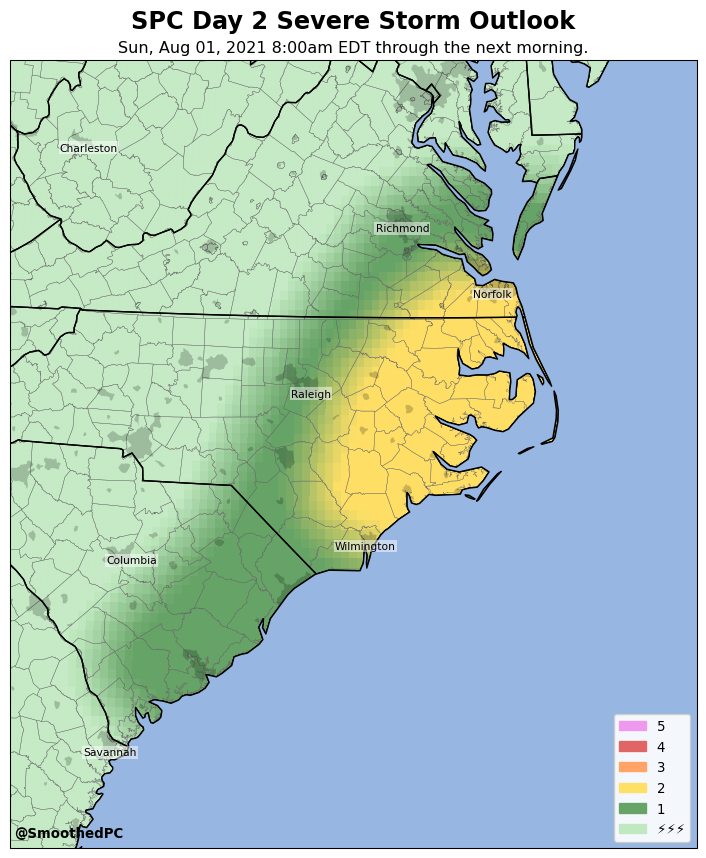 SPC Day 2 Severe Storm Outlook
Sun, Aug 01, 2021 8:00am EDT through the next morning.
Charleston
Richmond
Norfolk
Raleigh
Wilmington
Columbia
Savannah
5
4
3
2
1
⚡⚡⚡
@SmoothedPC